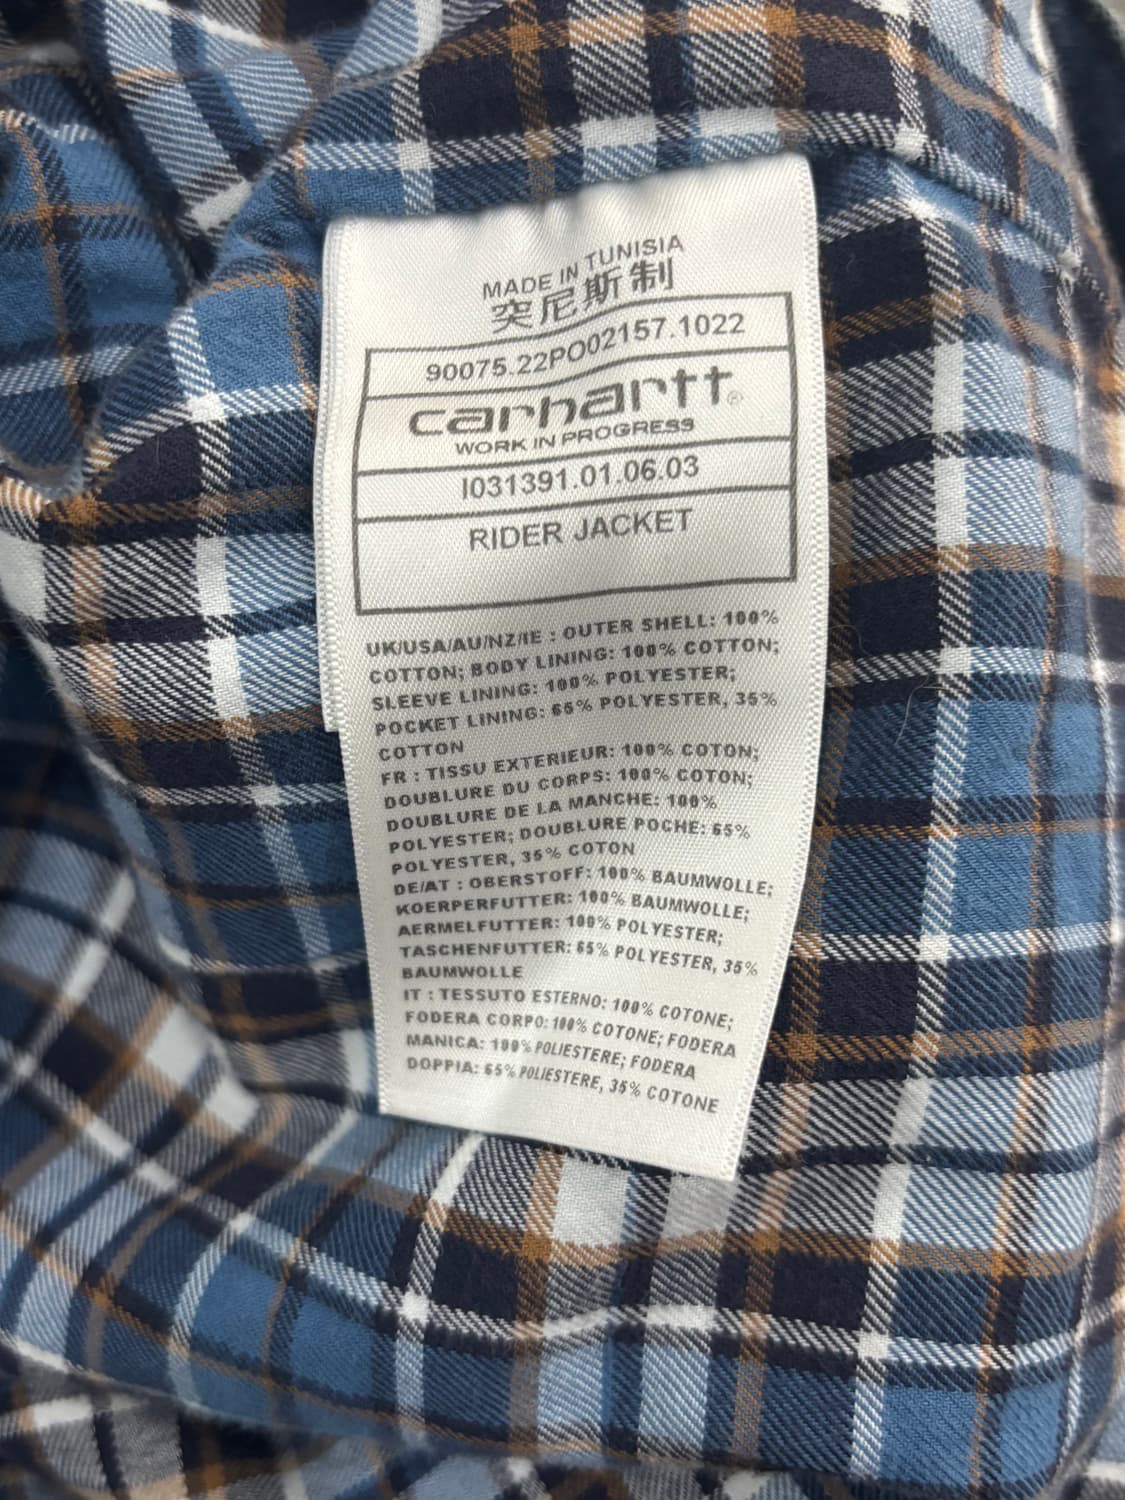 MADE IN TUNISIA
突尼斯制
90075.22PO02157.1022
carhartt®
WORK IN PROGRESS
I031391.01.06.03
RIDER JACKET
UK/USA/AU/NZ/IE : OUTER SHELL: 100%
COTTON; BODY LINING: 100% COTTON;
SLEEVE LINING: 100% POLYESTER;
POCKET LINING: 65% POLYESTER, 35%
COTTON
FR : TISSU EXTERIEUR: 100% COTON;
DOUBLURE DU CORPS: 100% COTON;
DOUBLURE DE LA MANCHE: 100%
POLYESTER; DOUBLURE POCHE: 65%
POLYESTER, 35% COTON
DE/AT : OBERSTOFF: 100% BAUMWOLLE;
KOERPERFUTTER: 100% BAUMWOLLE;
AERMELFUTTER: 100% POLYESTER;
TASCHENFUTTER: 65% POLYESTER, 35%
BAUMWOLLE
IT : TESSUTO ESTERNO: 100% COTONE;
FODERA CORPO: 100% COTONE; FODERA
MANICA: 100% POLIESTERE; FODERA
DOPPIA: 65% POLIESTERE, 35% COTONE